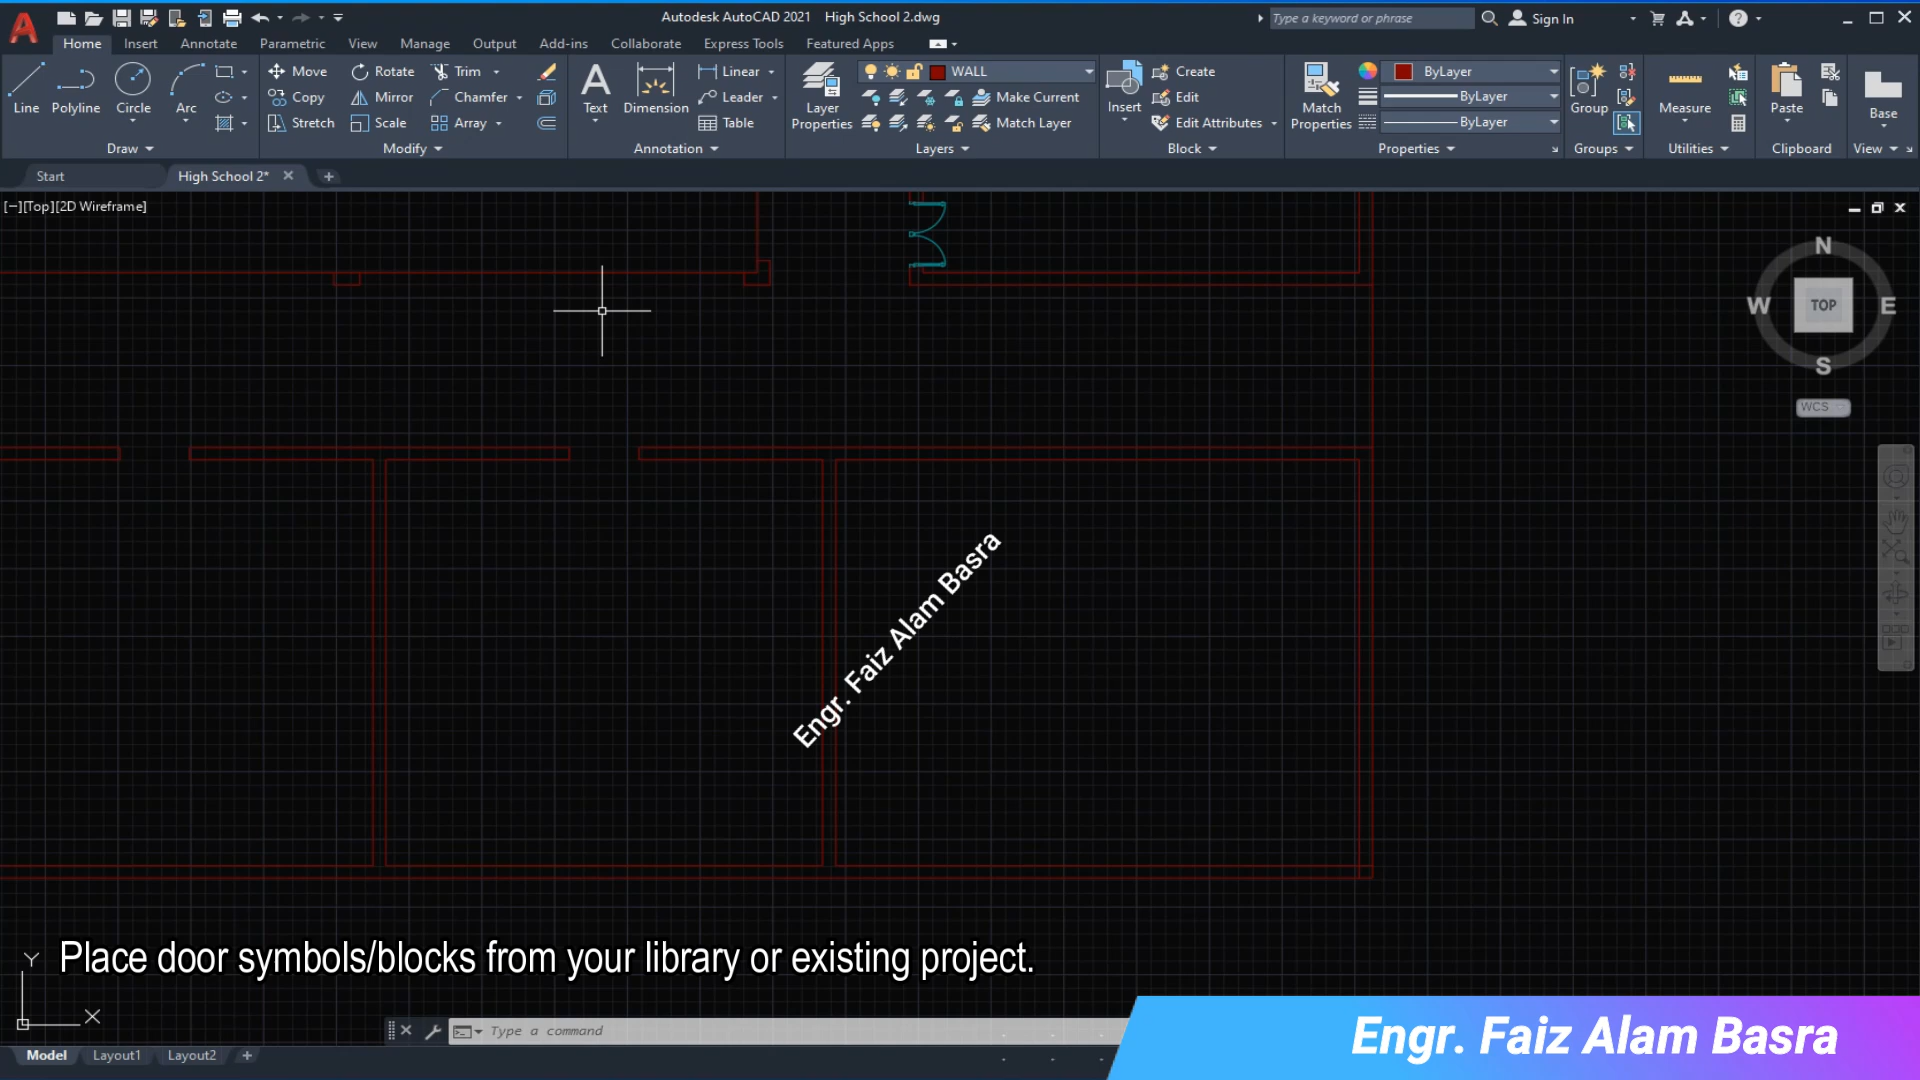 Autodesk AutoCAD 2021 High School 2.dwg
Type a keyword or phrase
Sign In
Home Insert Annotate Parametric View Manage Output Add-ins Collaborate Express Tools Featured Apps
Line Polyline Circle Arc
Move Rotate Trim
Copy Mirror Chamfer
Stretch Scale Array
Text Dimension
Linear
Leader
Table
Layer Properties
WALL
Make Current
Match Layer
Insert
Create
Edit
Edit Attributes
Match Properties
ByLayer
ByLayer
ByLayer
Group
Measure
Paste
Base
Draw Modify Annotation Layers Block Properties Groups Utilities Clipboard View
Start High School 2*
[−][Top][2D Wireframe]
N
W TOP E
S
WCS
Engr. Faiz Alam Basra
Place door symbols/blocks from your library or existing project.
Y
X
Type a command
Engr. Faiz Alam Basra
Model Layout1 Layout2